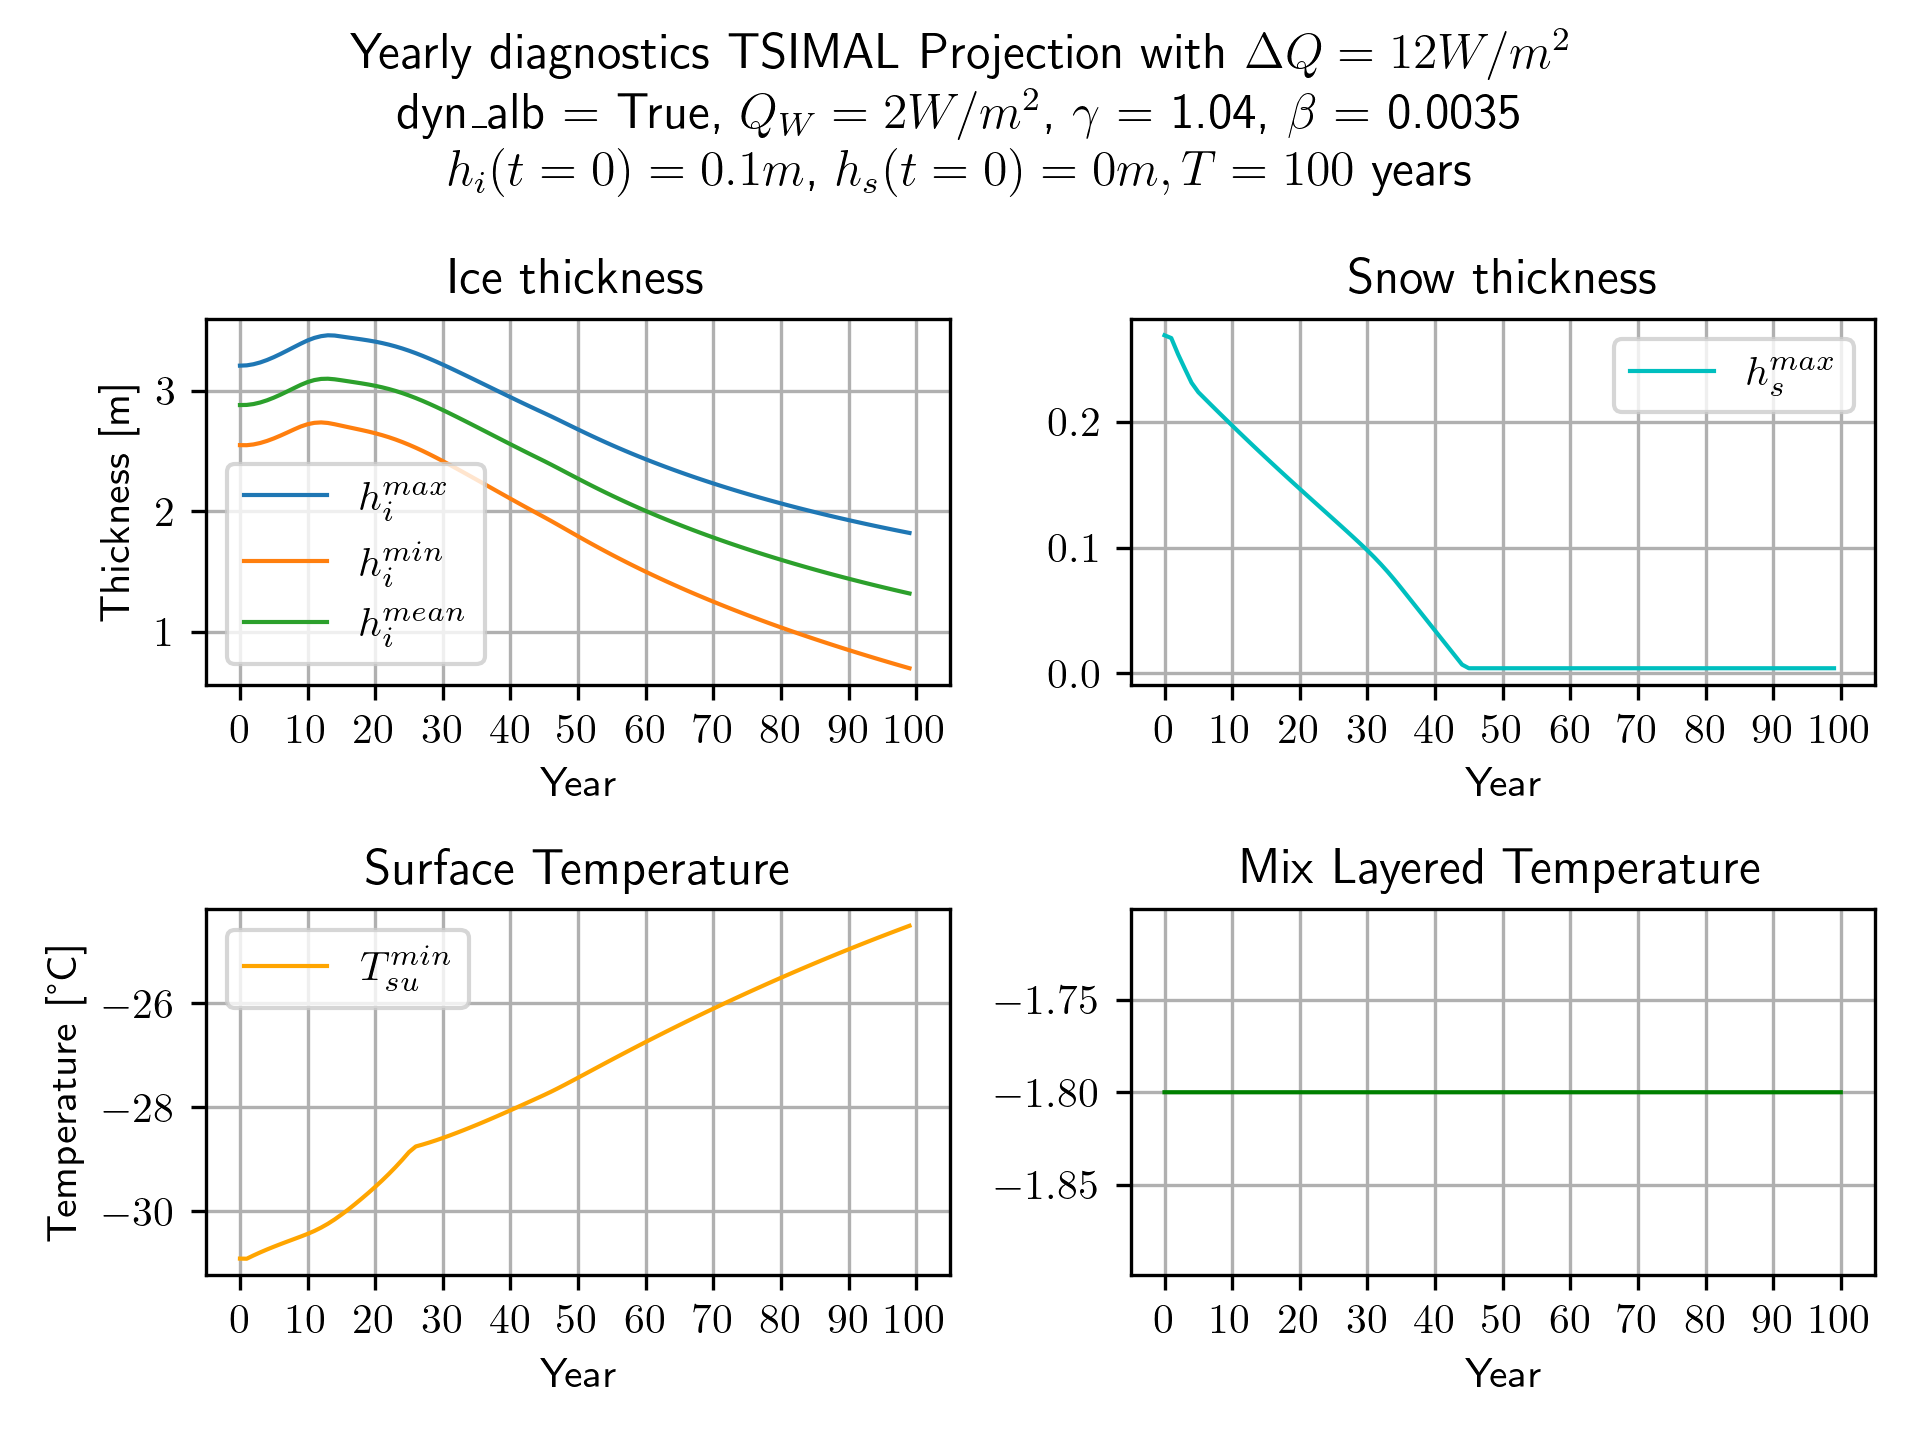 Yearly diagnostics TSIMAL Projection with ΔQ = 12W/m²
dyn_alb = True, Q_W = 2W/m², γ = 1.04, β = 0.0035
h_i(t = 0) = 0.1m, h_s(t = 0) = 0m, T = 100 years
Ice thickness
Thickness [m]
3
2
1
h_i^{max}
h_i^{min}
h_i^{mean}
0 10 20 30 40 50 60 70 80 90 100
Year
Snow thickness
0.2
0.1
0.0
h_s^{max}
0 10 20 30 40 50 60 70 80 90 100
Year
Surface Temperature
Temperature [°C]
−26
−28
−30
T_{su}^{min}
0 10 20 30 40 50 60 70 80 90 100
Year
Mix Layered Temperature
−1.75
−1.80
−1.85
0 10 20 30 40 50 60 70 80 90 100
Year